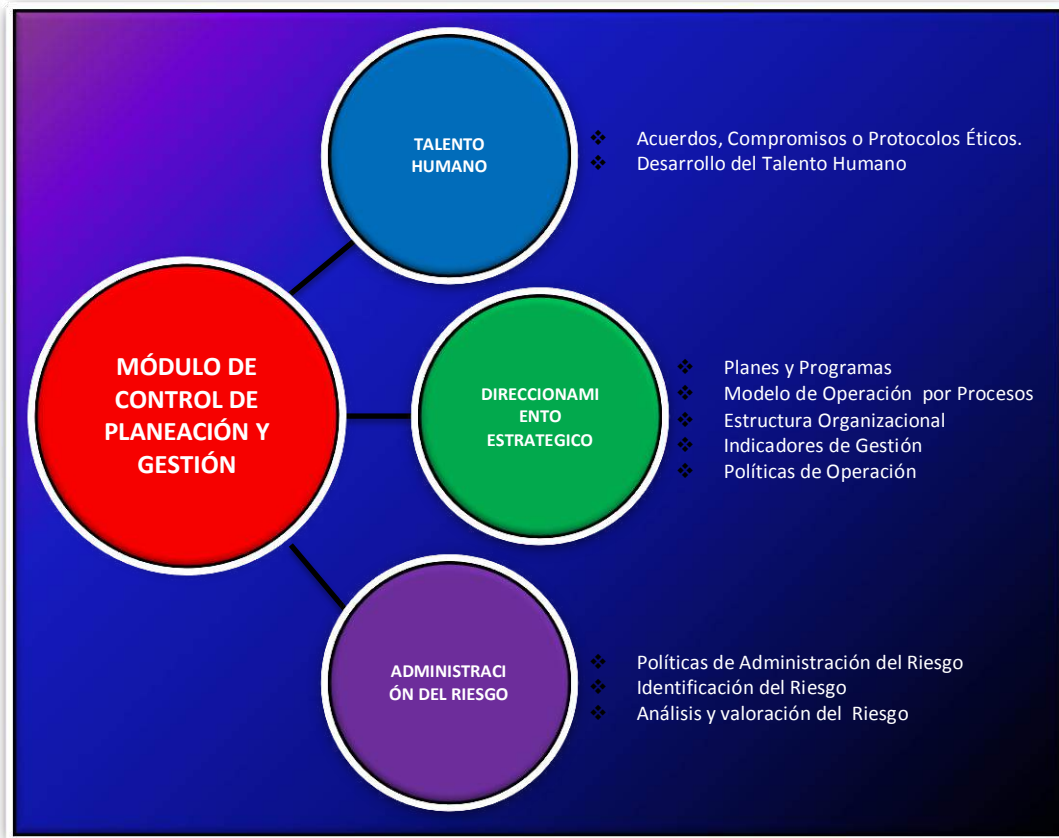 TALENTO
HUMANO
❖ Acuerdos, Compromisos o Protocolos Éticos.
❖ Desarrollo del Talento Humano
MÓDULO DE
CONTROL DE
PLANEACIÓN Y
GESTIÓN
DIRECCIONAMI
ENTO
ESTRATEGICO
❖ Planes y Programas
❖ Modelo de Operación por Procesos
❖ Estructura Organizacional
❖ Indicadores de Gestión
❖ Políticas de Operación
ADMINISTRACI
ÓN DEL RIESGO
❖ Políticas de Administración del Riesgo
❖ Identificación del Riesgo
❖ Análisis y valoración del Riesgo